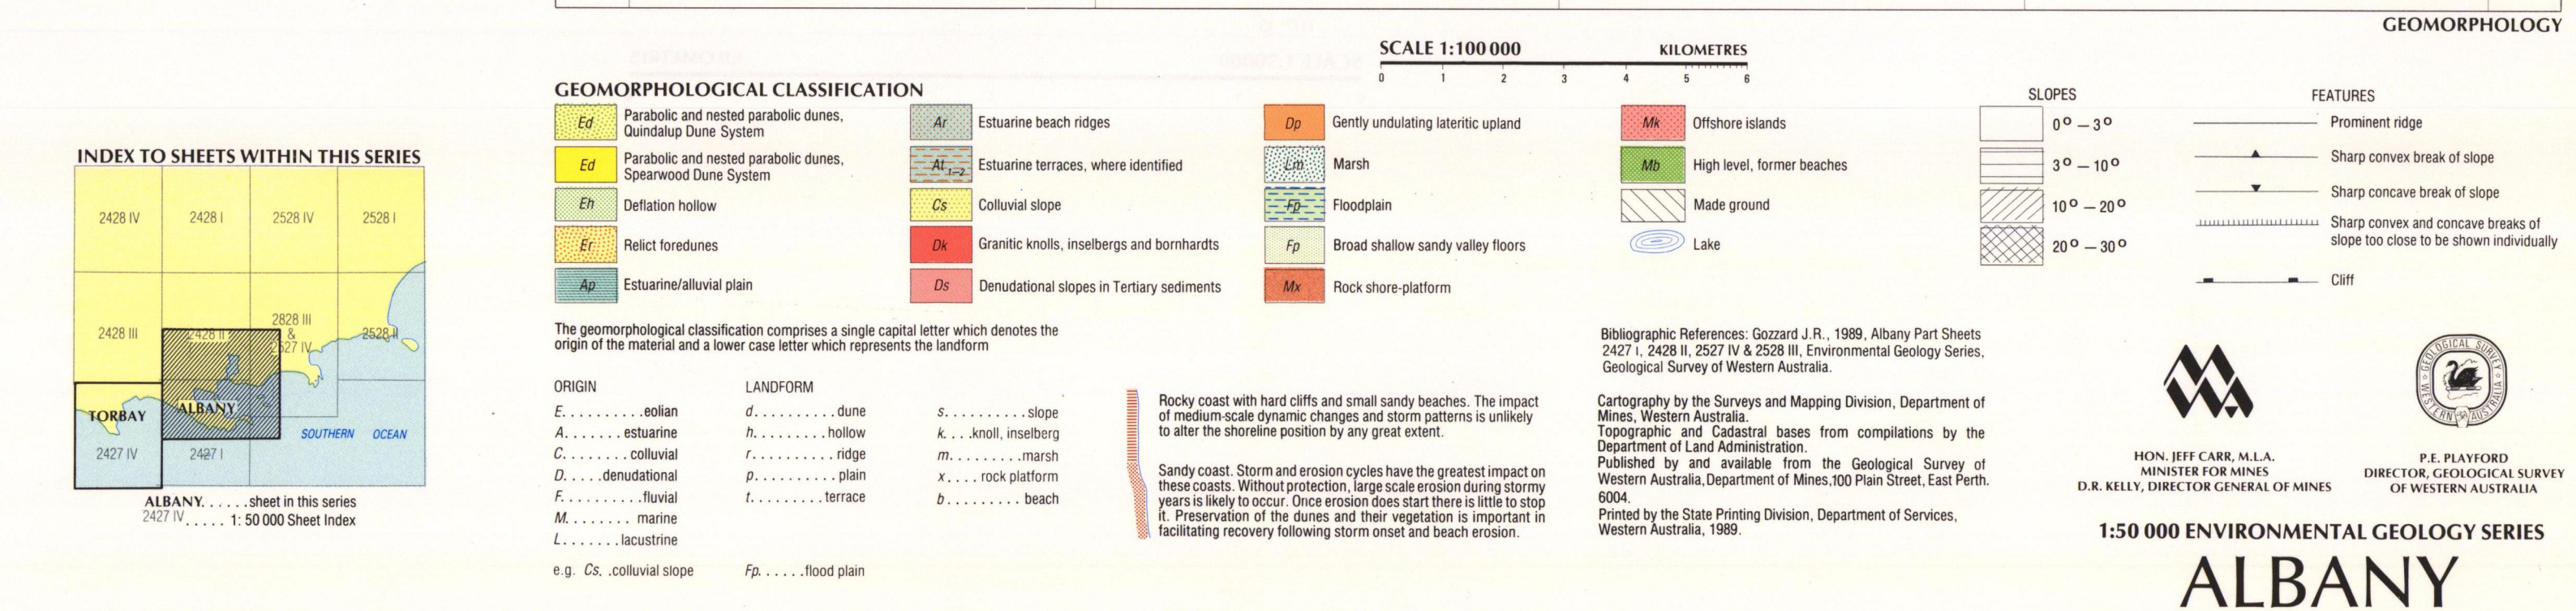 GEOMORPHOLOGY
SCALE 1:100 000 KILOMETRES
0 1 2 3 4 5 6
GEOMORPHOLOGICAL CLASSIFICATION
Ed Parabolic and nested parabolic dunes,
Quindalup Dune System
Ed Parabolic and nested parabolic dunes,
Spearwood Dune System
Eh Deflation hollow
Er Relict foredunes
Ap Estuarine/alluvial plain
Ar Estuarine beach ridges
At 1–2 Estuarine terraces, where identified
Cs Colluvial slope
Dk Granitic knolls, inselbergs and bornhardts
Ds Denudational slopes in Tertiary sediments
Dp Gently undulating lateritic upland
Lm Marsh
Fp Floodplain
Fp Broad shallow sandy valley floors
Mx Rock shore-platform
Mk Offshore islands
Mb High level, former beaches
Made ground
Lake
SLOPES
0° – 3°
3° – 10°
10° – 20°
20° – 30°
FEATURES
Prominent ridge
Sharp convex break of slope
Sharp concave break of slope
Sharp convex and concave breaks of
slope too close to be shown individually
Cliff
INDEX TO SHEETS WITHIN THIS SERIES
2428 IV 2428 I 2528 IV 2528 I
2428 III 2428 II 2828 III
&
2527 IV 2528 II
TORBAY ALBANY
SOUTHERN OCEAN
2427 IV 2427 I
ALBANY......sheet in this series
2427 IV..... 1: 50 000 Sheet Index
The geomorphological classification comprises a single capital letter which denotes the
origin of the material and a lower case letter which represents the landform
ORIGIN
E..........eolian
A.......estuarine
C........colluvial
D.....denudational
F..........fluvial
M........ marine
L.......lacustrine
LANDFORM
d..........dune
h..........hollow
r..........ridge
p..........plain
t..........terrace
s..........slope
k....knoll, inselberg
m.........marsh
x.... rock platform
b......... beach
e.g. Cs. .colluvial slope Fp......flood plain
Rocky coast with hard cliffs and small sandy beaches. The impact
of medium-scale dynamic changes and storm patterns is unlikely
to alter the shoreline position by any great extent.
Sandy coast. Storm and erosion cycles have the greatest impact on
these coasts. Without protection, large scale erosion during stormy
years is likely to occur. Once erosion does start there is little to stop
it. Preservation of the dunes and their vegetation is important in
facilitating recovery following storm onset and beach erosion.
Bibliographic References: Gozzard J.R., 1989, Albany Part Sheets
2427 I, 2428 II, 2527 IV & 2528 III, Environmental Geology Series,
Geological Survey of Western Australia.
Cartography by the Surveys and Mapping Division, Department of
Mines, Western Australia.
Topographic and Cadastral bases from compilations by the
Department of Land Administration.
Published by and available from the Geological Survey of
Western Australia, Department of Mines,100 Plain Street, East Perth.
6004.
Printed by the State Printing Division, Department of Services,
Western Australia, 1989.
HON. JEFF CARR, M.L.A.
MINISTER FOR MINES
D.R. KELLY, DIRECTOR GENERAL OF MINES
GEOLOGICAL SURVEY
WESTERN AUSTRALIA
P.E. PLAYFORD
DIRECTOR, GEOLOGICAL SURVEY
OF WESTERN AUSTRALIA
1:50 000 ENVIRONMENTAL GEOLOGY SERIES
ALBANY